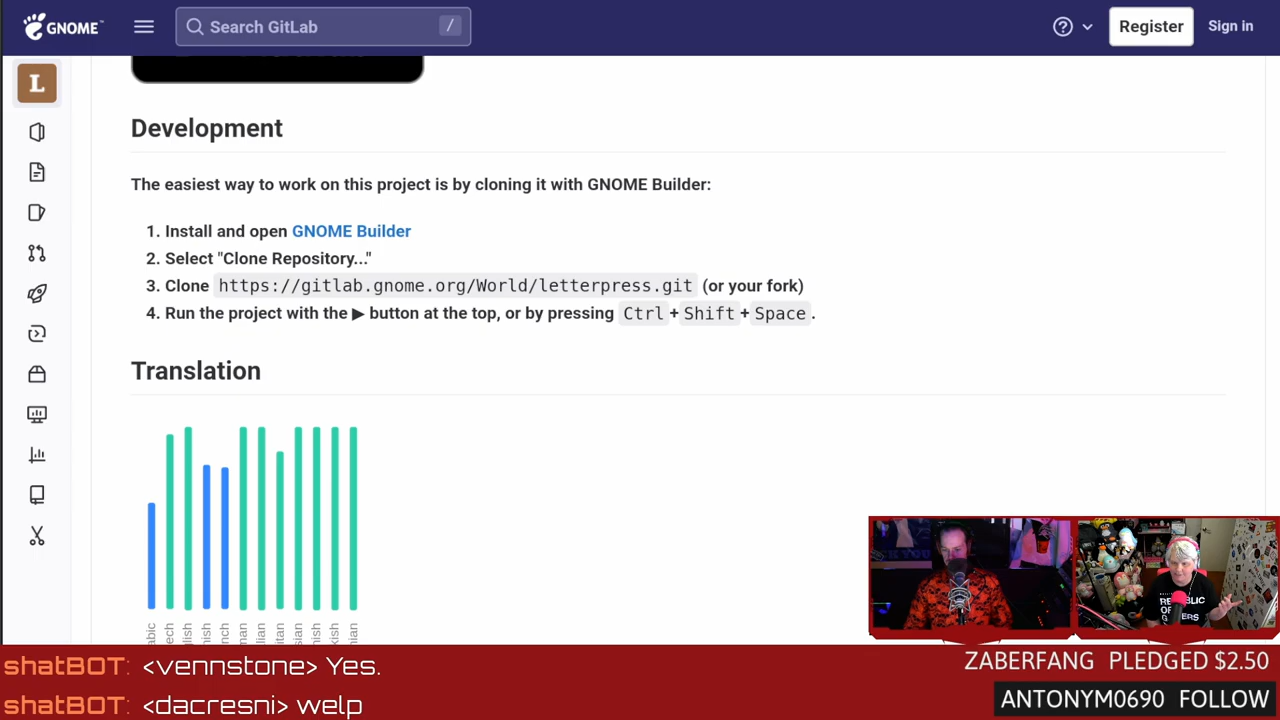 GNOME
Search GitLab
/
Register
Sign in
L
Development
The easiest way to work on this project is by cloning it with GNOME Builder:
1. Install and open GNOME Builder
2. Select "Clone Repository..."
3. Clone https://gitlab.gnome.org/World/letterpress.git (or your fork)
4. Run the project with the ▶ button at the top, or by pressing Ctrl + Shift + Space .
Translation
shatBOT: <vennstone> Yes.
shatBOT: <dacresni> welp
ZABERFANG PLEDGED $2.50
ANTONYM0690 FOLLOW